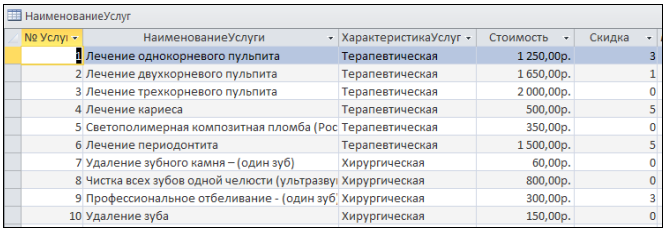 НаименованиеУслуг
№ Услуг НаименованиеУслуги ХарактеристикаУслуг Стоимость Скидка
1 Лечение однокорневого пульпита Терапевтическая 1 250,00р. 3
2 Лечение двухкорневого пульпита Терапевтическая 1 650,00р. 1
3 Лечение трехкорневого пульпита Терапевтическая 2 000,00р. 0
4 Лечение кариеса Терапевтическая 500,00р. 5
5 Светополимерная композитная пломба (Рос Терапевтическая 350,00р. 0
6 Лечение периодонтита Терапевтическая 1 500,00р. 5
7 Удаление зубного камня – (один зуб) Хирургическая 60,00р. 0
8 Чистка всех зубов одной челюсти (ультразву Хирургическая 800,00р. 0
9 Профессиональное отбеливание - (один зуб) Хирургическая 300,00р. 3
10 Удаление зуба Хирургическая 150,00р. 0